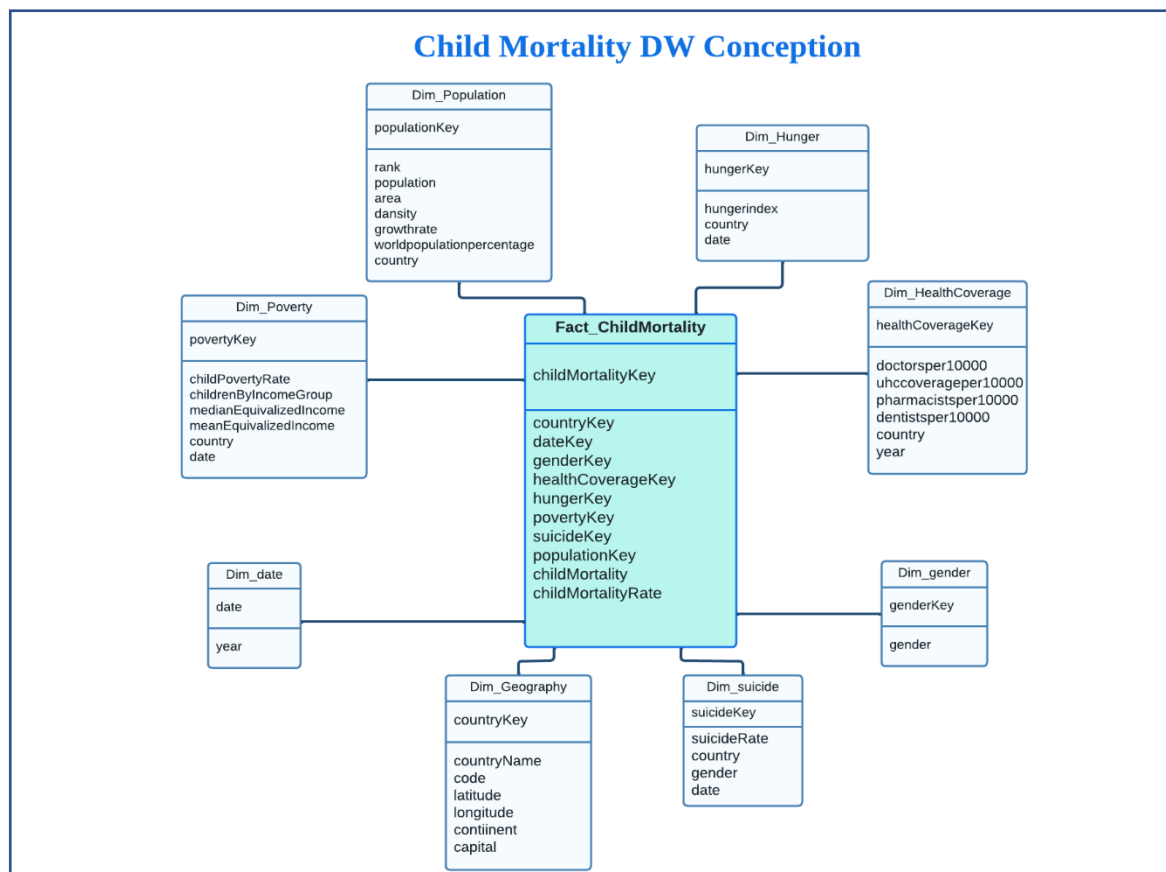 Child Mortality DW Conception
Dim_Population
populationKey
rank
population
area
dansity
growthrate
worldpopulationpercentage
country
Dim_Hunger
hungerKey
hungerindex
country
date
Dim_Poverty
povertyKey
childPovertyRate
childrenByIncomeGroup
medianEquivalizedIncome
meanEquivalizedIncome
country
date
Fact_ChildMortality
childMortalityKey
countryKey
dateKey
genderKey
healthCoverageKey
hungerKey
povertyKey
suicideKey
populationKey
childMortality
childMortalityRate
Dim_HealthCoverage
healthCoverageKey
doctorsper10000
uhccoverageper10000
pharmacistsper10000
dentistsper10000
country
year
Dim_date
date
year
Dim_gender
genderKey
gender
Dim_Geography
countryKey
countryName
code
latitude
longitude
contiinent
capital
Dim_suicide
suicideKey
suicideRate
country
gender
date